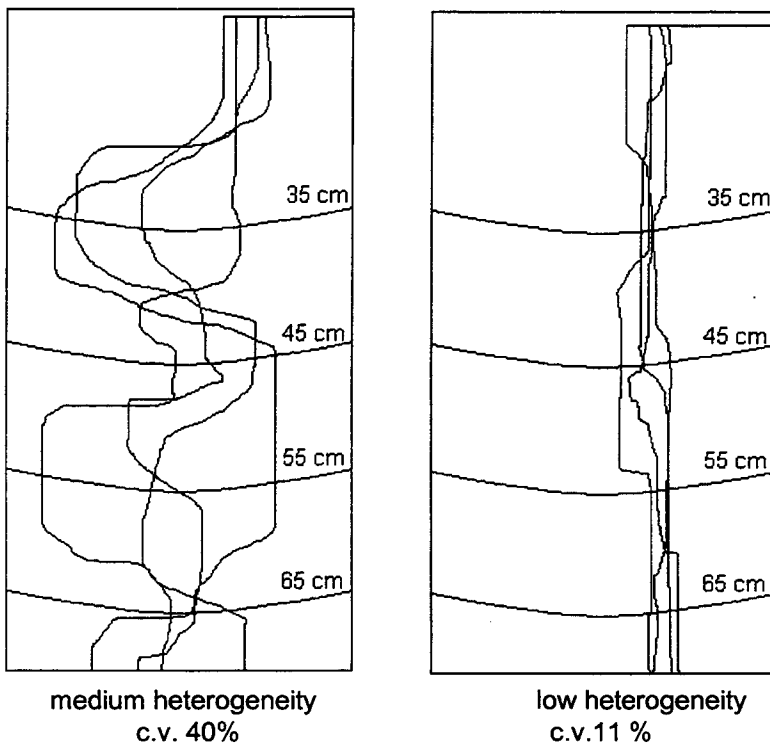 35 cm
45 cm
55 cm
65 cm
medium heterogeneity
c.v. 40%
35 cm
45 cm
55 cm
65 cm
low heterogeneity
c.v.11 %